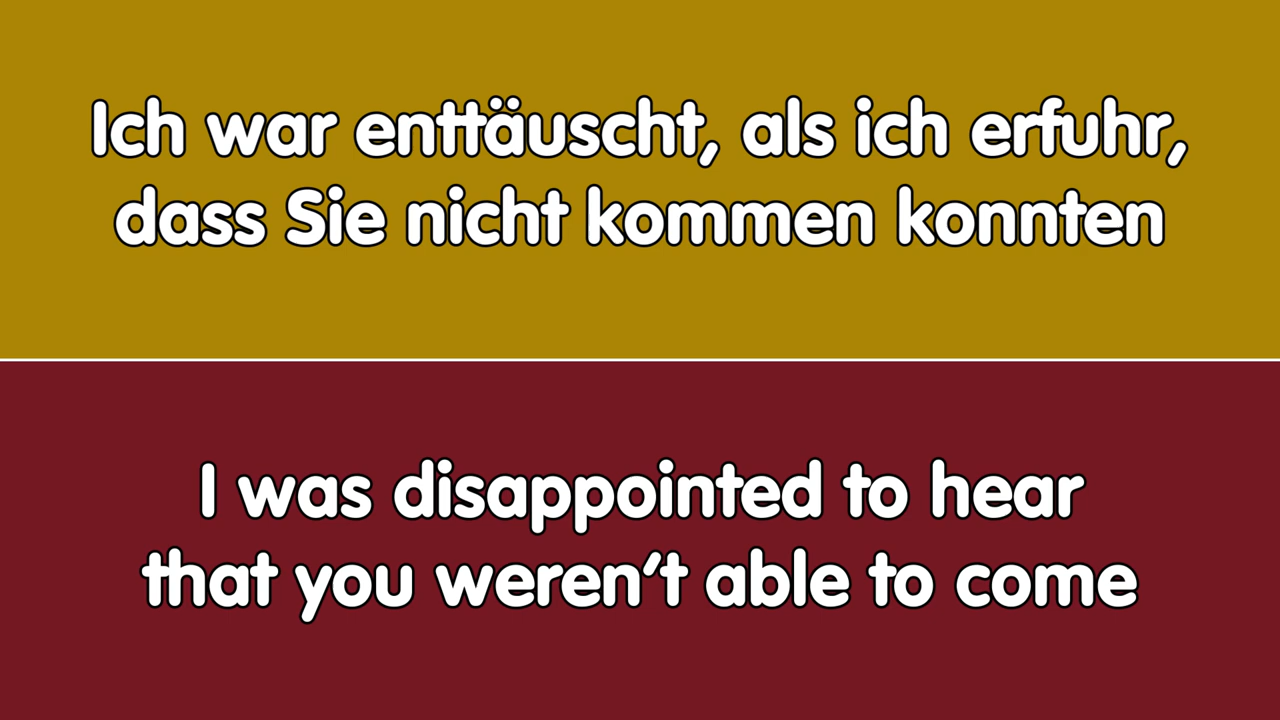 Ich war enttäuscht, als ich erfuhr,
dass Sie nicht kommen konnten
I was disappointed to hear
that you weren't able to come